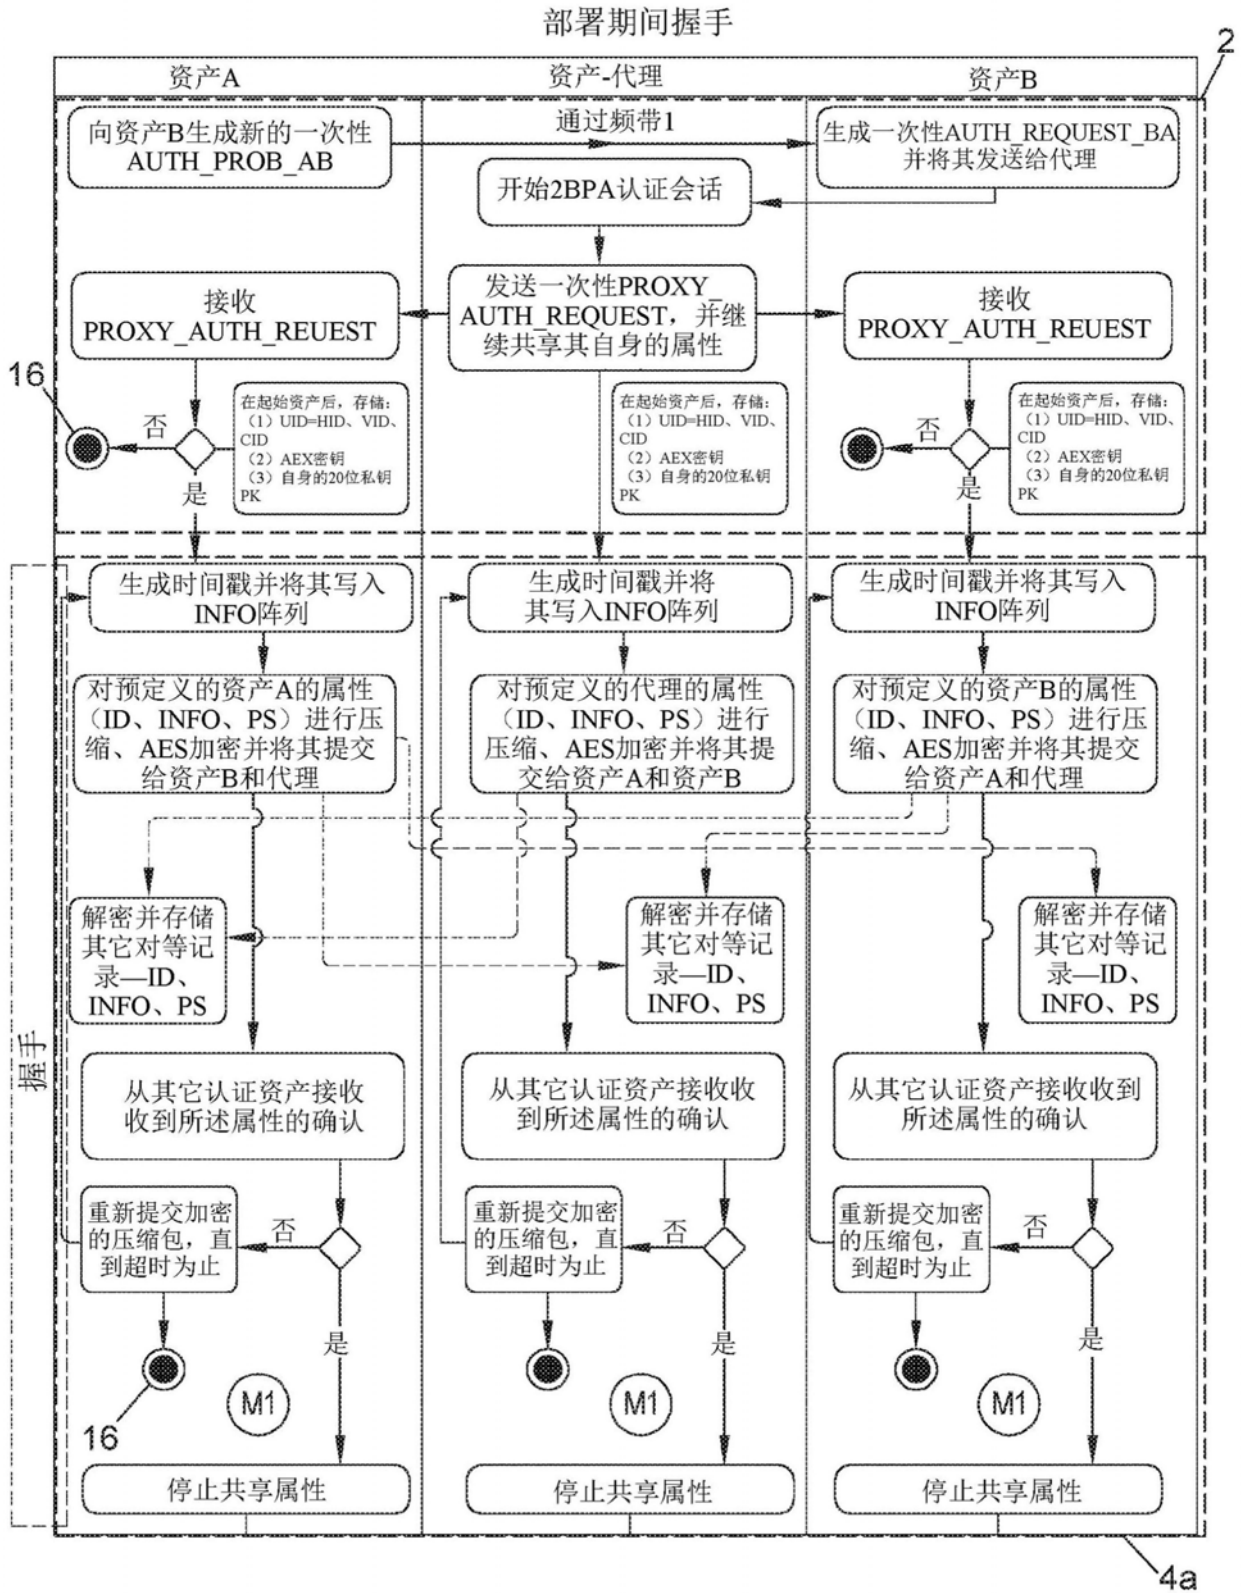 部署期间握手
2
资产A
资产-代理
资产B
向资产B生成新的一次性
AUTH_PROB_AB
通过频带1
生成一次性AUTH_REQUEST_BA
并将其发送给代理
开始2BPA认证会话
接收
PROXY_AUTH_REUEST
发送一次性PROXY_
AUTH_REQUEST，并继
续共享其自身的属性
接收
PROXY_AUTH_REUEST
16
否
是
在起始资产后，存储：
（1）UID=HID、VID、
CID
（2）AEX密钥
（3）自身的20位私钥
PK
在起始资产后，存储：
（1）UID=HID、VID、
CID
（2）AEX密钥
（3）自身的20位私钥
PK
否
是
在起始资产后，存储：
（1）UID=HID、VID、
CID
（2）AEX密钥
（3）自身的20位私钥
PK
握手
生成时间戳并将其写入
INFO阵列
生成时间戳并将
其写入INFO阵列
生成时间戳并将其写入
INFO阵列
对预定义的资产A的属性
（ID、INFO、PS）进行压
缩、AES加密并将其提交
给资产B和代理
对预定义的代理的属性
（ID、INFO、PS）进行
压缩、AES加密并将其提
交给资产A和资产B
对预定义的资产B的属性
（ID、INFO、PS）进行压
缩、AES加密并将其提交
给资产A和代理
解密并存储
其它对等记
录—ID、
INFO、PS
解密并存储
其它对等记
录—ID、
INFO、PS
解密并存储
其它对等记
录—ID、
INFO、PS
从其它认证资产接收
收到所述属性的确认
从其它认证资产接收收
到所述属性的确认
从其它认证资产接收收到
所述属性的确认
重新提交加密
的压缩包，直
到超时为止
否
是
重新提交加密
的压缩包，直
到超时为止
否
是
重新提交加密
的压缩包，直
到超时为止
否
是
16
M1
M1
M1
停止共享属性
停止共享属性
停止共享属性
4a